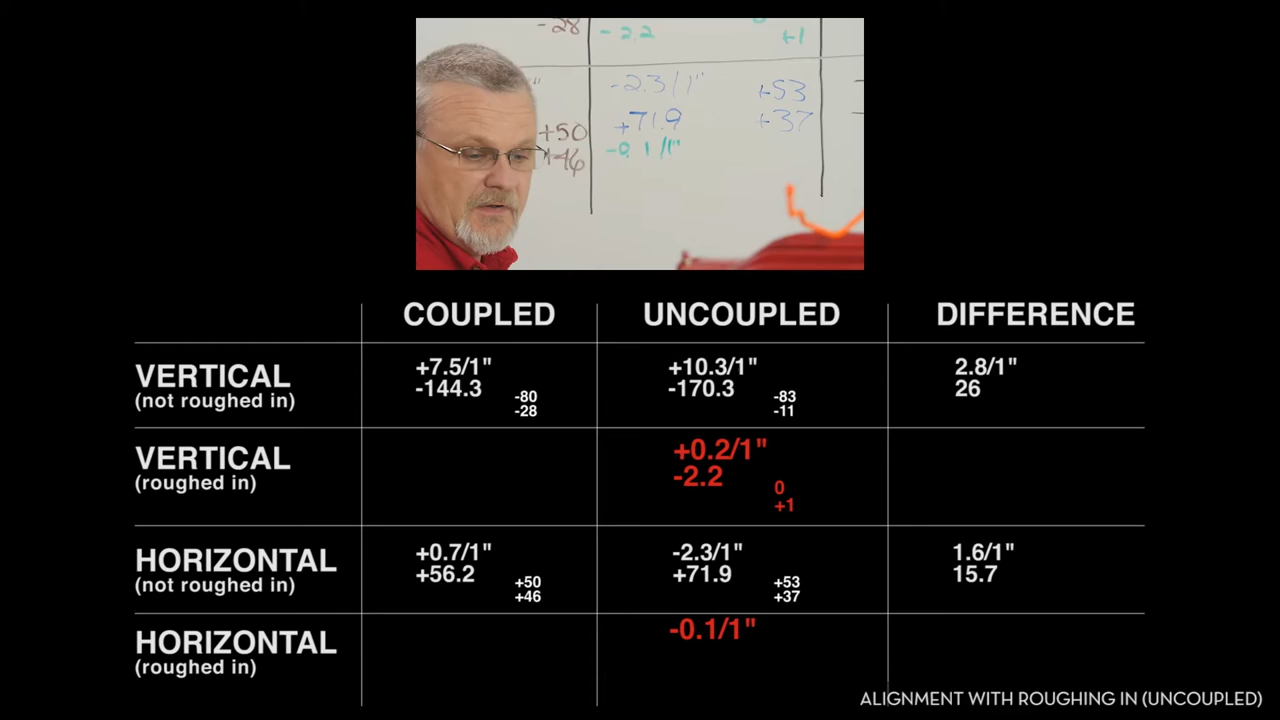 -28
- 2.2
+1
-2.3/1"
+53
+50
+71.9
+37
+46
-0.1/1"
COUPLED
UNCOUPLED
DIFFERENCE
VERTICAL
(not roughed in)
+7.5/1"
-144.3
-80
-28
+10.3/1"
-170.3
-83
-11
2.8/1"
26
VERTICAL
(roughed in)
+0.2/1"
-2.2
0
+1
HORIZONTAL
(not roughed in)
+0.7/1"
+56.2
+50
+46
-2.3/1"
+71.9
+53
+37
1.6/1"
15.7
HORIZONTAL
(roughed in)
-0.1/1"
ALIGNMENT WITH ROUGHING IN (UNCOUPLED)